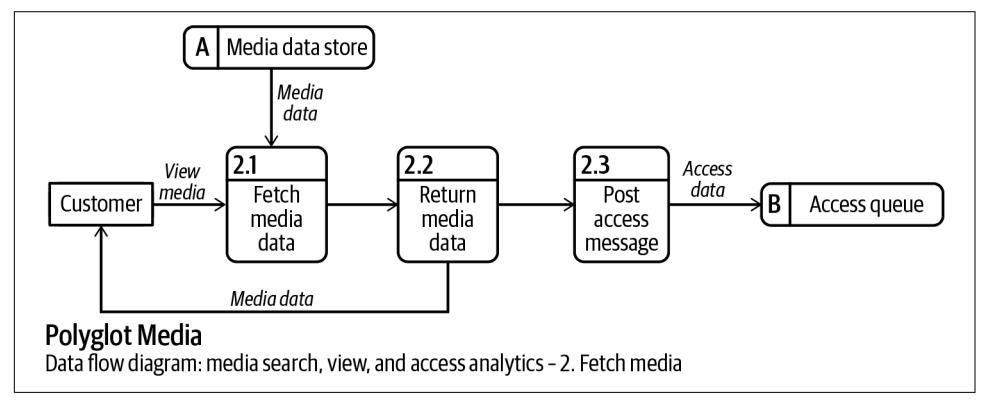 A Media data store
Media
data
View
media
Customer
2.1
Fetch
media
data
2.2
Return
media
data
2.3
Post
access
message
Access
data
B Access queue
Media data
Polyglot Media
Data flow diagram: media search, view, and access analytics – 2. Fetch media